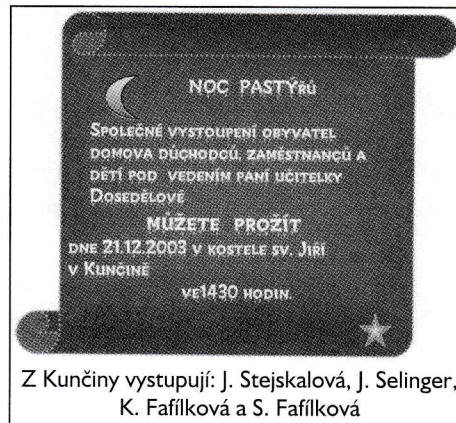 NOC PASTÝřŮ
SPOLEČNÉ VYSTOUPENÍ OBYVATEL
DOMOVA DŮCHODCŮ, ZAMĚSTNANCŮ A
DĚTÍ POD VEDENÍM PANÍ UČITELKY
DOSEDĚLOVÉ
MŮŽETE PROŽÍT
DNE 21.12.2003 V KOSTELE SV. JIŘÍ
V KUNČINĚ
VE1430 HODIN.
Z Kunčiny vystupují: J. Stejskalová, J. Selinger,
K. Fafílková a S. Fafílková